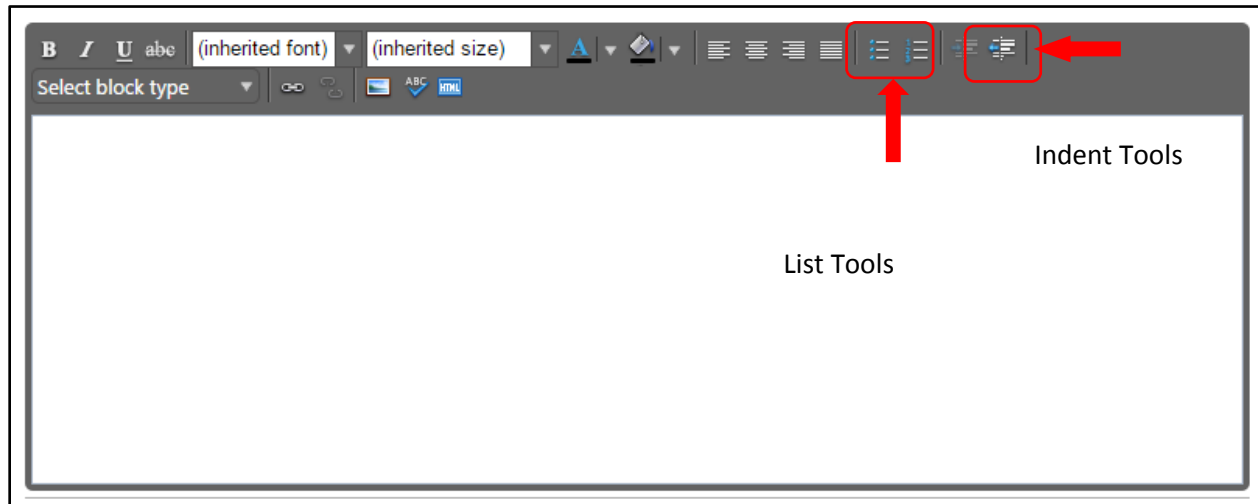 B I U abc (inherited font) (inherited size) A
Select block type ABC HTML
Indent Tools
List Tools